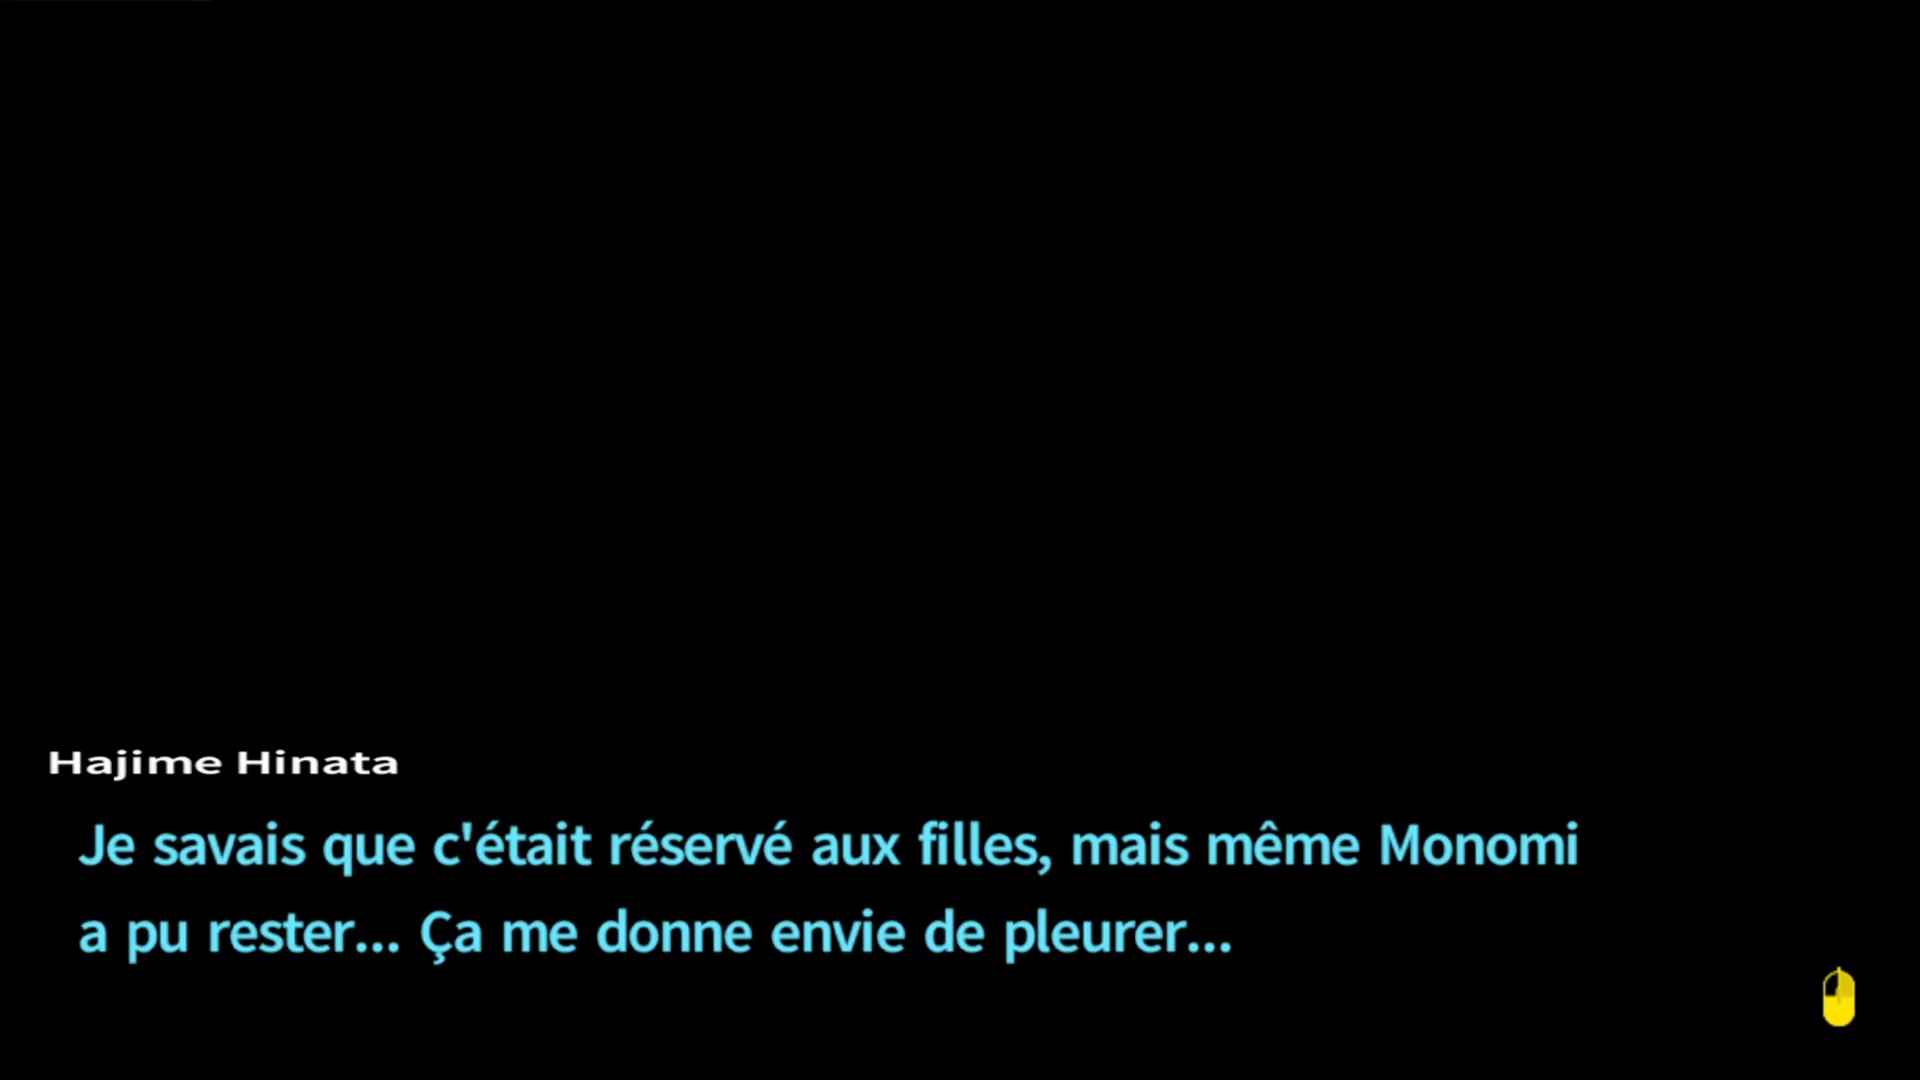 Hajime Hinata
Je savais que c'était réservé aux filles, mais même Monomi
a pu rester... Ça me donne envie de pleurer...